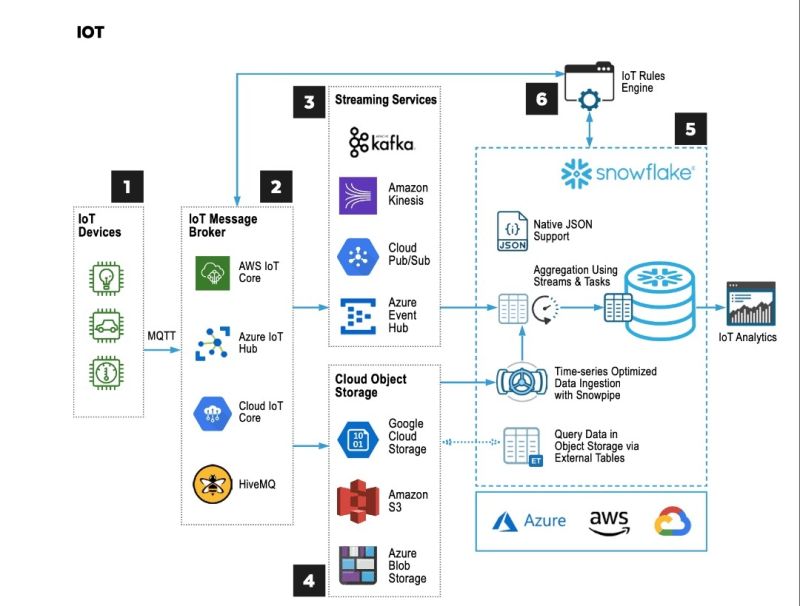 IOT
1
IoT
Devices
MQTT
2
IoT Message
Broker
AWS IoT
Core
Azure IoT
Hub
Cloud IoT
Core
HiveMQ
3
Streaming Services
kafka
Amazon
Kinesis
Cloud
Pub/Sub
Azure
Event
Hub
4
Cloud Object
Storage
10
01
Google
Cloud
Storage
Amazon
S3
Azure
Blob
Storage
6
IoT Rules
Engine
5
snowflake®
{i}
JSON
Native JSON
Support
Aggregation Using
Streams & Tasks
Time-series Optimized
Data Ingestion
with Snowpipe
ET
Query Data in
Object Storage via
External Tables
Azure
aws
IoT Analytics